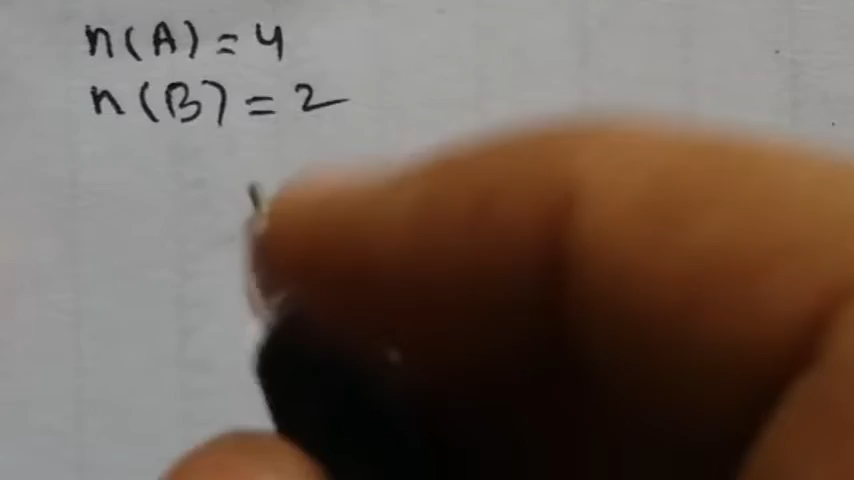 n(A) = 4
n(B) = 2